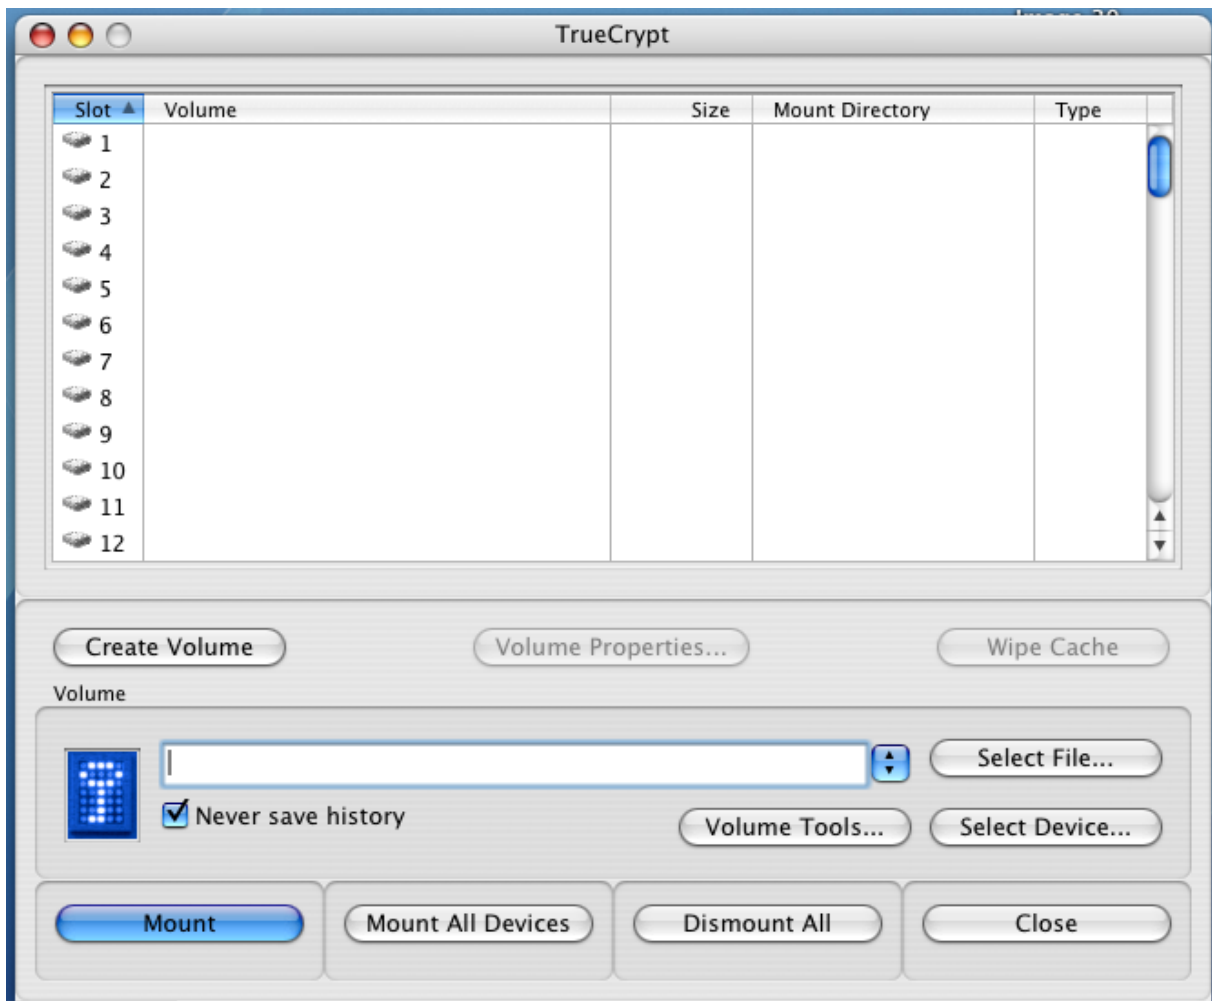 TrueCrypt
Slot Volume Size Mount Directory Type
1
2
3
4
5
6
7
8
9
10
11
12
Create Volume Volume Properties... Wipe Cache
Volume
Select File...
Never save history
Volume Tools... Select Device...
Mount Mount All Devices Dismount All Close